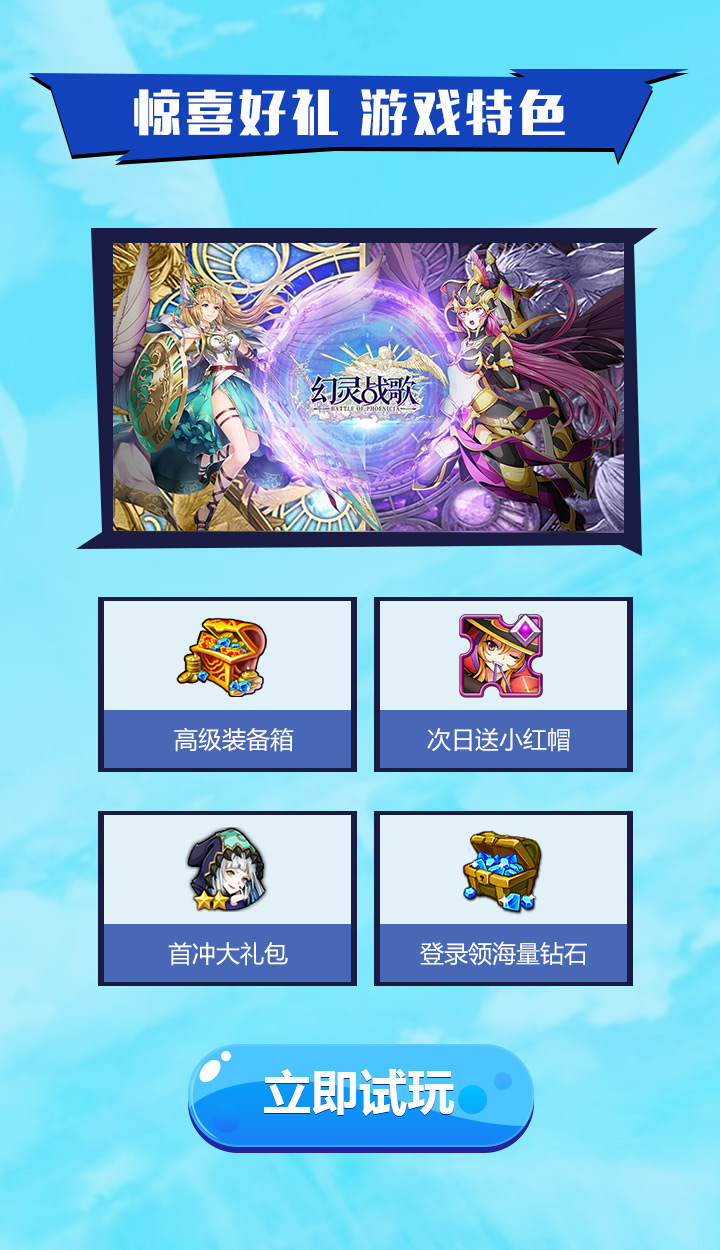 惊喜好礼 游戏特色
幻灵战歌
BATTLE OF PHOENICIA
高级装备箱
次日送小红帽
首冲大礼包
登录领海量钻石
立即试玩